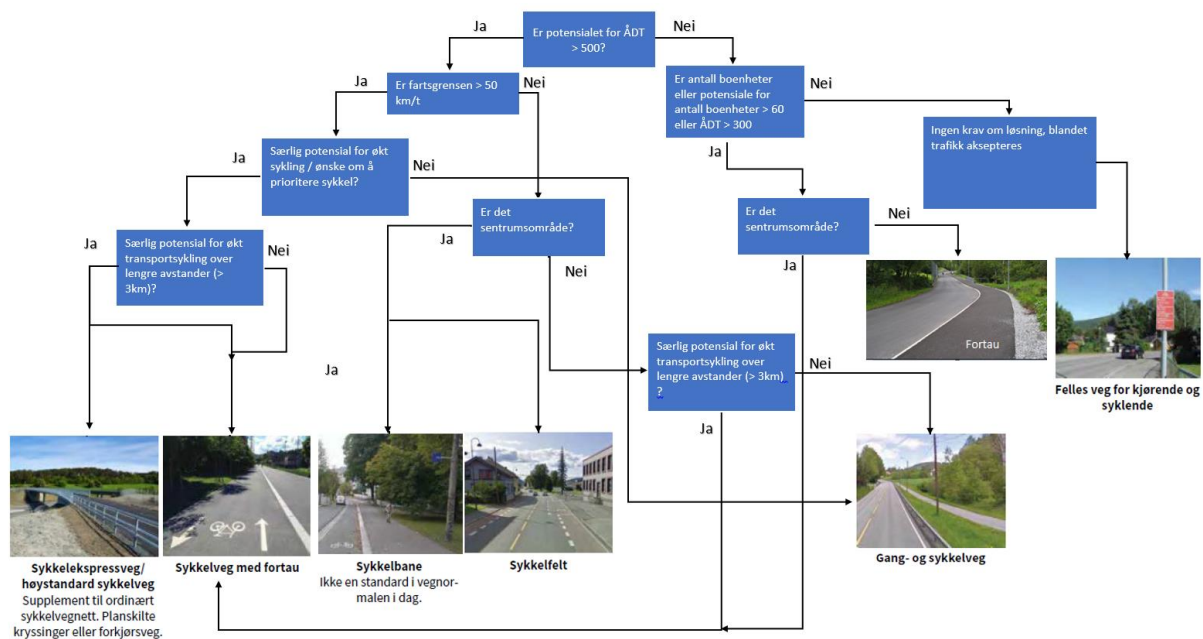 Ja
Er potensialet for ÅDT
> 500?
Nei
Ja
Er fartsgrensen > 50
km/t
Nei
Er antall boenheter
eller potensiale for
antall boenheter > 60
eller ÅDT > 300
Nei
Ingen krav om løsning, blandet
trafikk aksepteres
Ja
Særlig potensial for økt
sykling / ønske om å
prioritere sykkel?
Nei
Ja
Er det
sentrumsområde?
Nei
Ja
Er det
sentrumsområde?
Ja
Nei
Ja
Særlig potensial for økt
transportsykling over
lengre avstander (>
3km)?
Nei
Fortau
Særlig potensial for økt
transportsykling over
lengre avstander (> 3km)
?
Nei
Ja
Ja
Felles veg for kjørende og
syklende
Sykkelekspressveg/
høystandard sykkelveg
Supplement til ordinært
sykkelvegnett. Planskilte
kryssinger eller forkjørsveg.
Sykkelveg med fortau
Sykkelbane
Ikke en standard i vegnor-
malen i dag.
Sykkelfelt
Gang- og sykkelveg